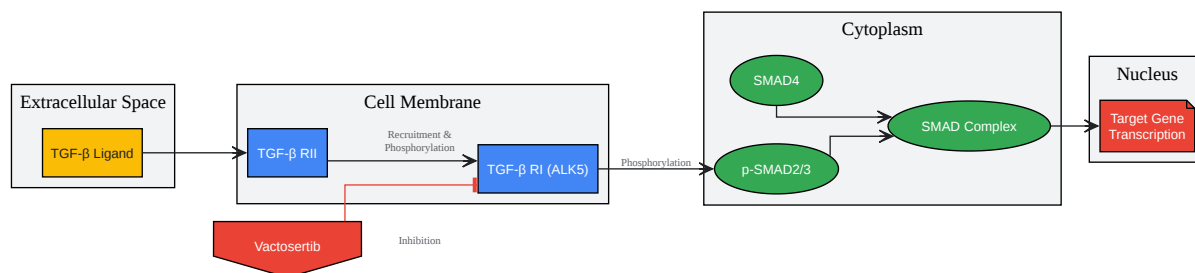 Extracellular Space
TGF-β Ligand
Cell Membrane
TGF-β RII
Recruitment &
Phosphorylation
TGF-β RI (ALK5)
Vactosertib
Inhibition
Phosphorylation
Cytoplasm
SMAD4
p-SMAD2/3
SMAD Complex
Nucleus
Target Gene
Transcription